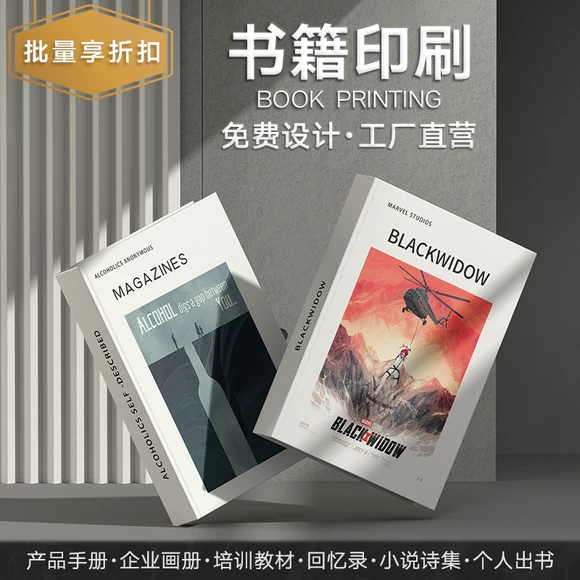 批量享折扣
书籍印刷
BOOK PRINTING
免费设计·工厂直营
ALCOHOLICS ANONYMOUS
MAGAZINES
ALCOHOL digs a gap between
YOU...
ALCOHOLICS SELF-DESCRIBED
MARVEL STUDIOS
BLACKWIDOW
BLACKWIDOW
BLACK WIDOW
产品手册·企业画册·培训教材·回忆录·小说诗集·个人出书